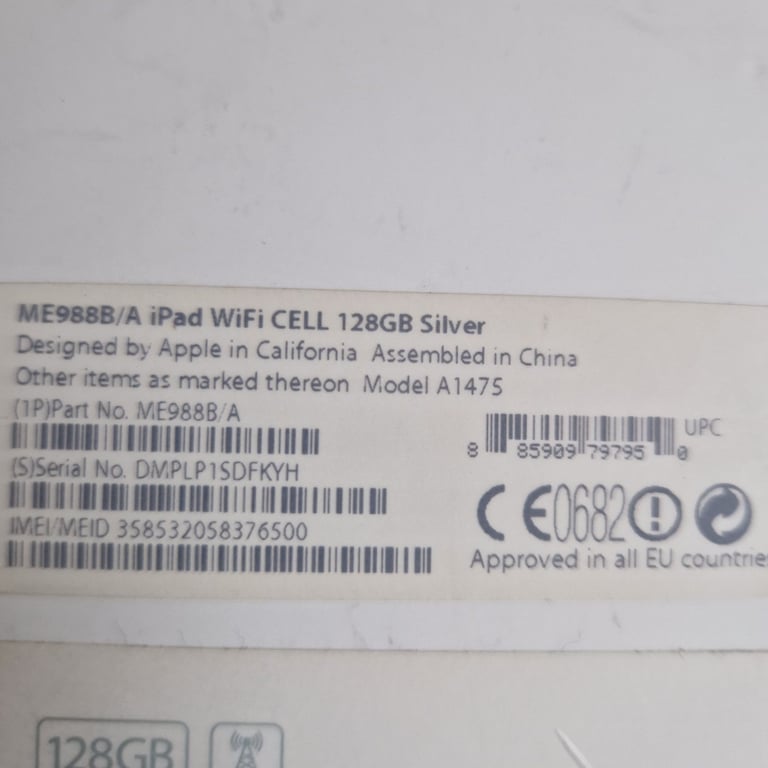 ME988B/A iPad WiFi CELL 128GB Silver
Designed by Apple in California Assembled in China
Other items as marked thereon Model A1475
(1P)Part No. ME988B/A
UPC
8 85909 79795 0
(S)Serial No. DMPLP1SDFKYH
IMEI/MEID 358532058376500
CE0682
Approved in all EU countries
128GB